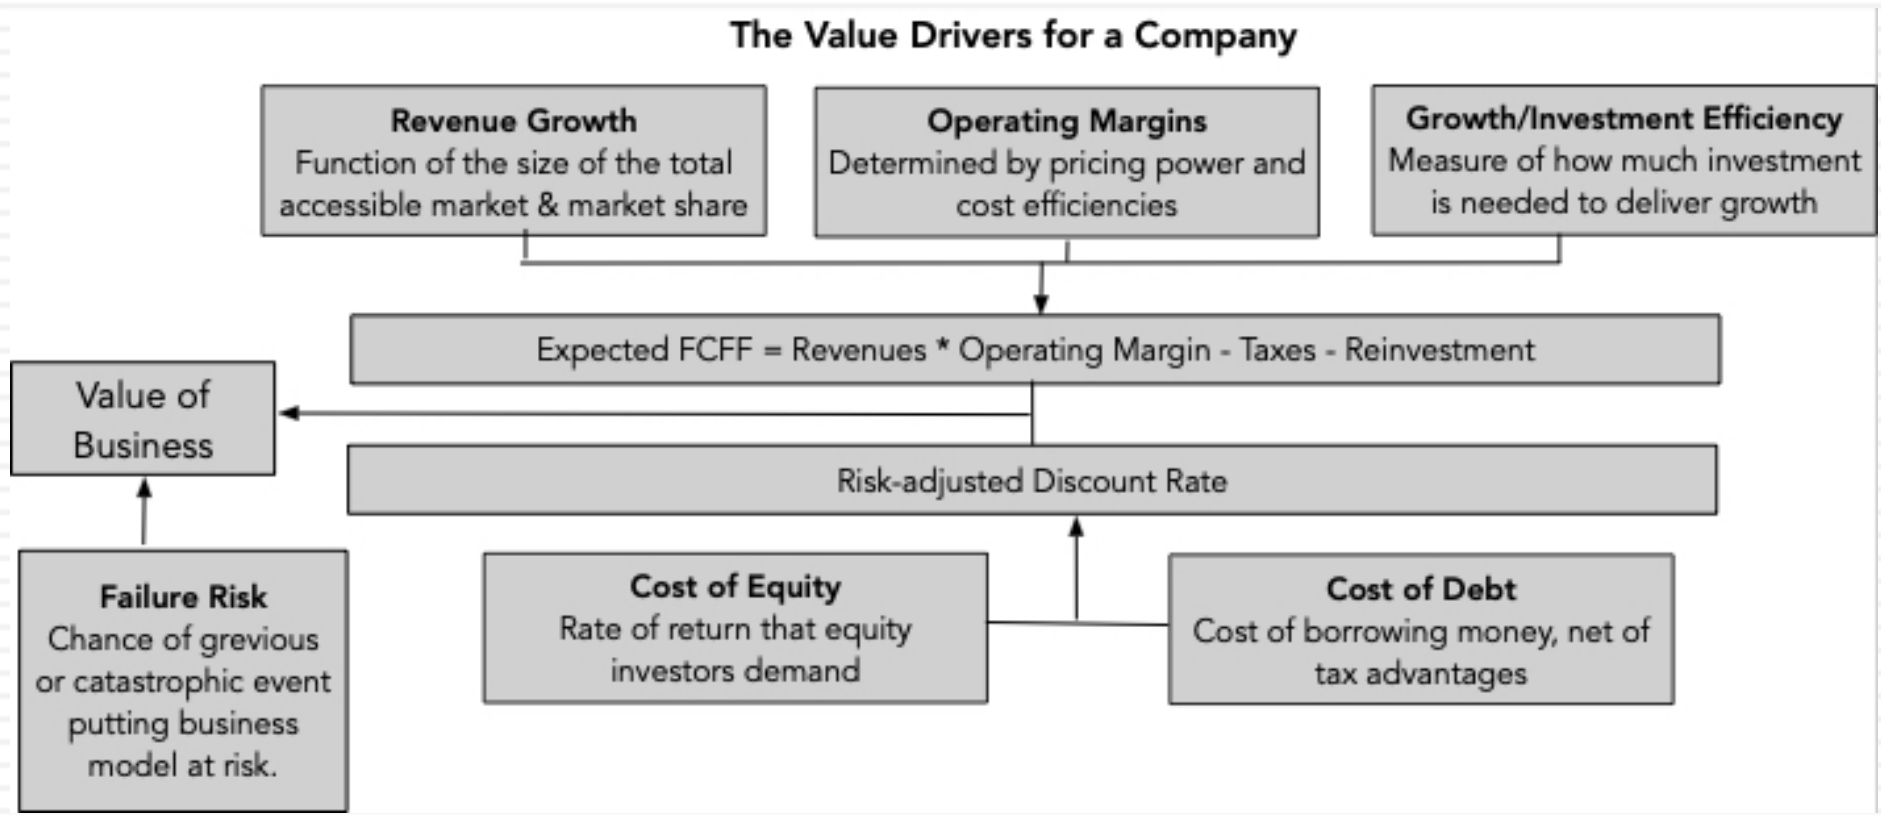 The Value Drivers for a Company
Revenue Growth
Function of the size of the total
accessible market & market share
Operating Margins
Determined by pricing power and
cost efficiencies
Growth/Investment Efficiency
Measure of how much investment
is needed to deliver growth
Expected FCFF = Revenues * Operating Margin - Taxes - Reinvestment
Value of
Business
Risk-adjusted Discount Rate
Failure Risk
Chance of grevious
or catastrophic event
putting business
model at risk.
Cost of Equity
Rate of return that equity
investors demand
Cost of Debt
Cost of borrowing money, net of
tax advantages